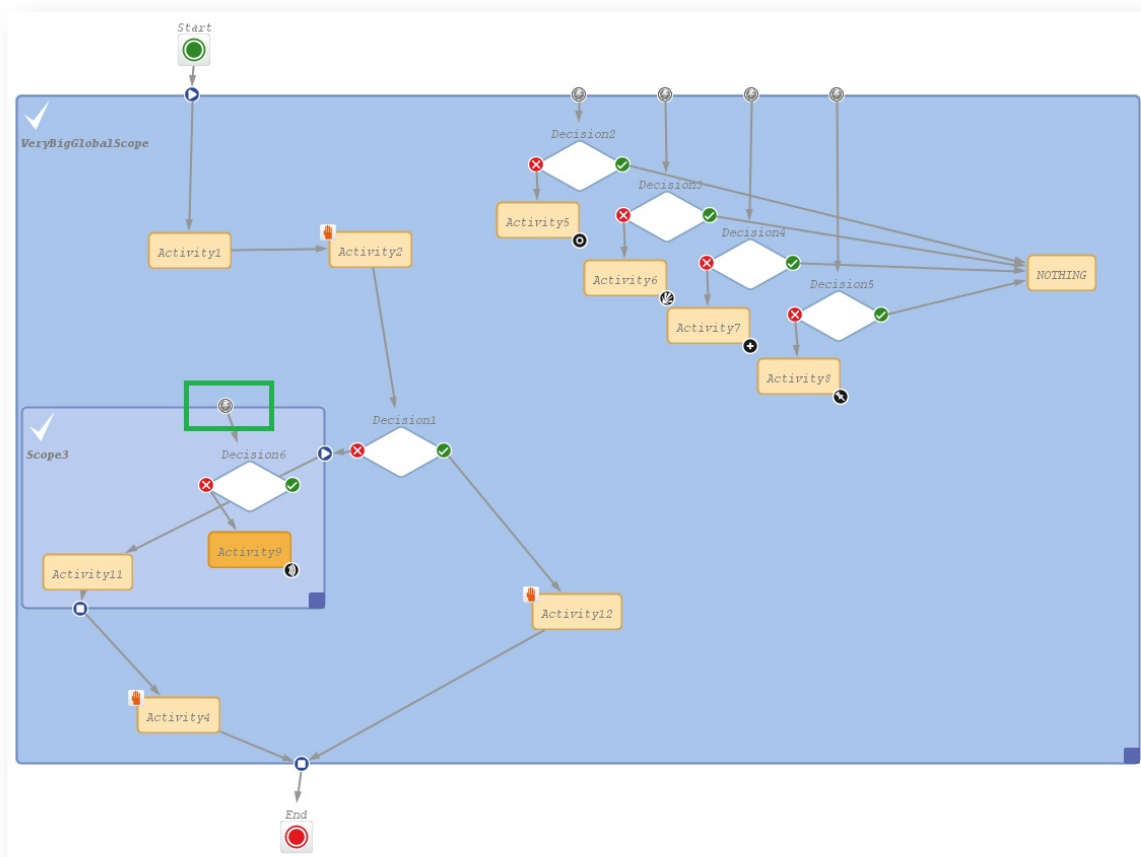 Start
VeryBigGlobalScope
Decision2
Decision3
Activity5
Activity1
Activity2
Decision4
Activity6
NOTHING
Decision5
Activity7
Activity8
Decision1
Scope3
Decision6
Activity9
Activity11
Activity12
Activity4
End